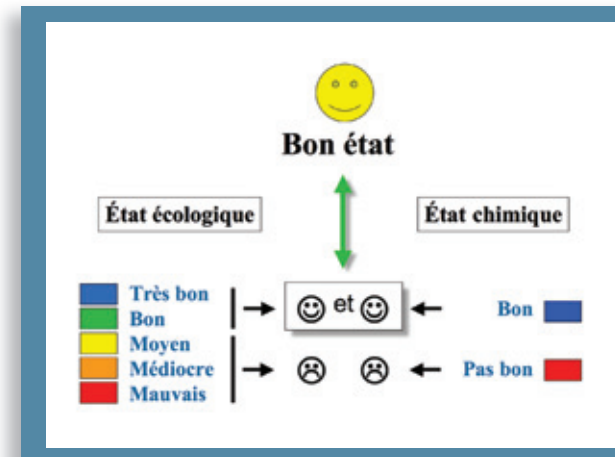 Bon état
État écologique
État chimique
Très bon
Bon
Moyen
Médiocre
Mauvais
et
Bon
Pas bon